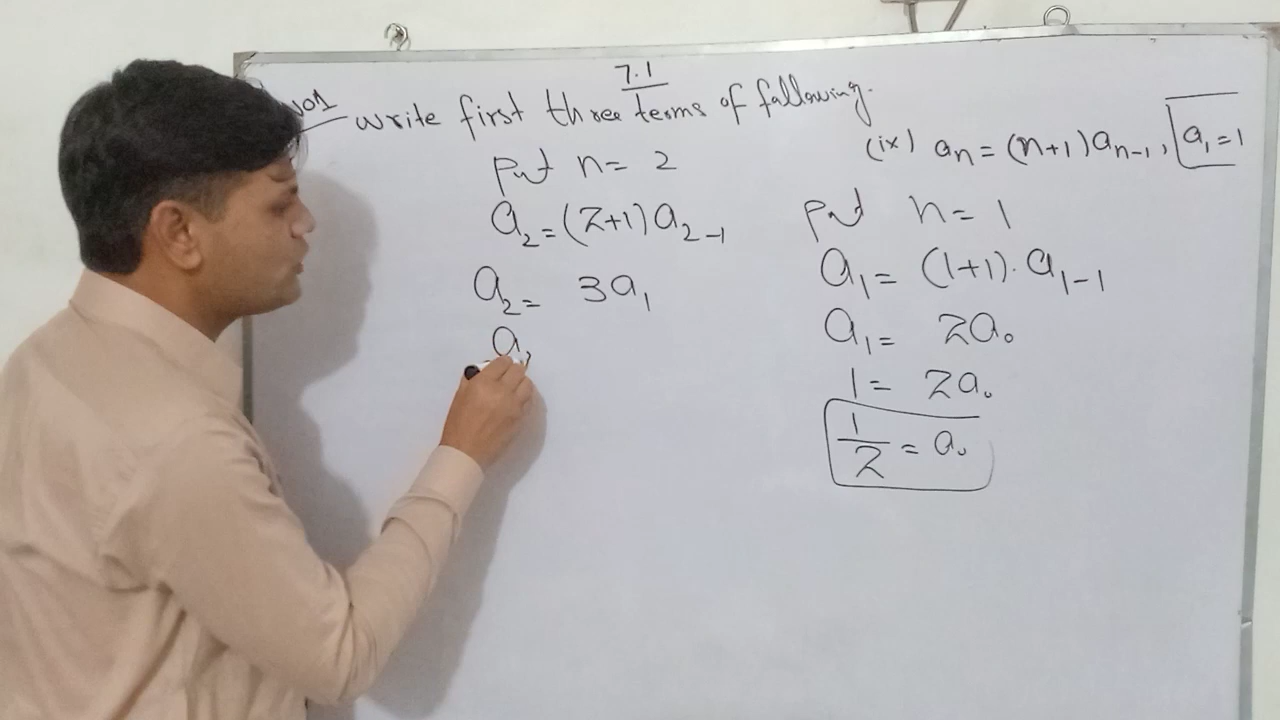 7.1
No1 write first three terms of following.
(ix) an = (n+1)an-1, a1=1
put n= 2
a2=(2+1)a2-1
a2= 3a1
a2
put n= 1
a1= (1+1). a1-1
a1= 2a0
1= 2a0
1/2 = a0